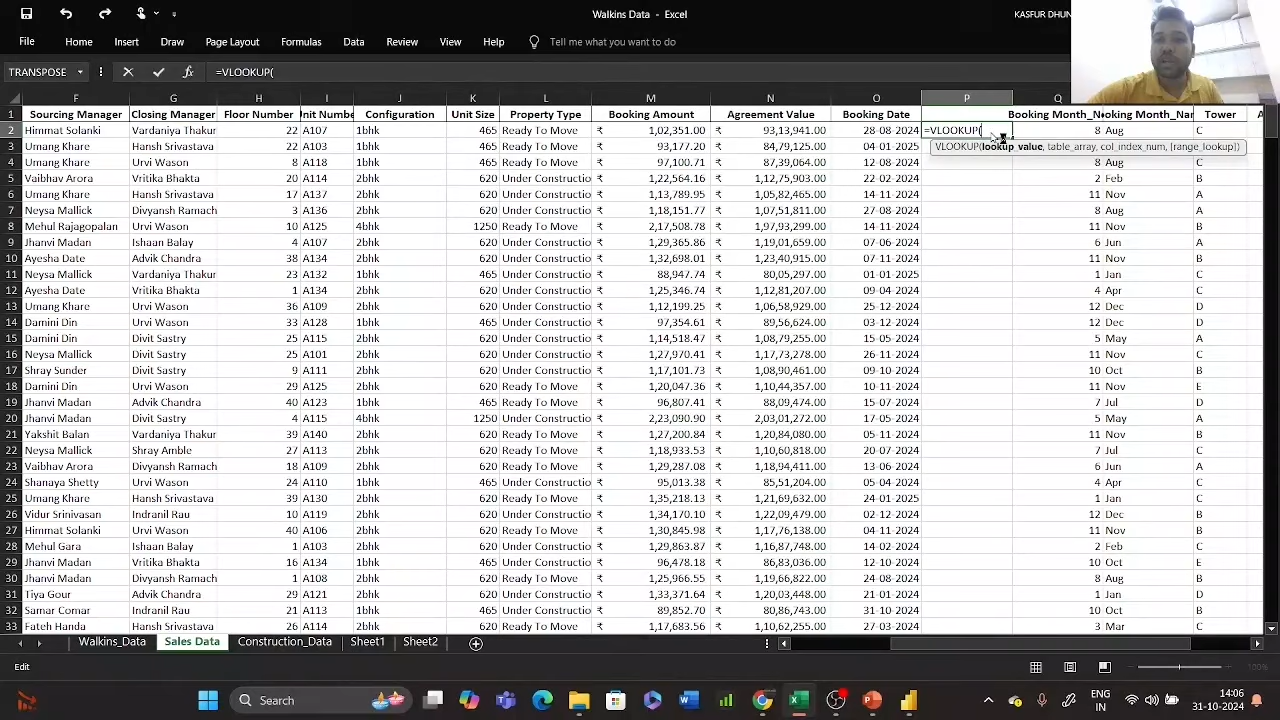 Walkins Data - Excel
KASFUR DHUN
File Home Insert Draw Page Layout Formulas Data Review View Help Tell me what you want to do
TRANSPOSE =VLOOKUP(
F G H I J K L M N O P Q
1 Sourcing Manager Closing Manager Floor Number Configuration Unit Size Property Type Booking Amount Agreement Value Booking Date Booking Month_Nar Tower
2 Himmat Solanki Vardaniya Thakur 22 A107 1bhk 465 Ready To Move ₹ 1,02,351.00 ₹ 93,13,941.00 28-08-2024 =VLOOKUP( 8 Aug C
VLOOKUP(lookup_value, table_array, col_index_num, [range_lookup])
3 Umang Khare Hansh Srivastava 9 A115 1bhk 465 Ready To Move ₹ 93,177.20 ₹ 84,79,125.00 04-01-2025
4 Umang Khare Urvi Wason 8 A118 1bhk 465 Ready To Move ₹ 97,100.71 ₹ 87,39,064.00 12-08-2024 8 Aug C
5 Vaibhav Arora Vritika Bhakta 20 A114 2bhk 620 Under Constructio ₹ 1,22,564.16 ₹ 1,12,75,903.00 22-02-2024 2 Feb B
6 Umang Khare Hansh Srivastava 17 A137 2bhk 620 Under Constructio ₹ 1,13,789.95 ₹ 1,05,82,465.00 14-11-2024 11 Nov A
7 Neysa Mallick Divyansh Ramach 3 A136 2bhk 620 Ready To Move ₹ 1,18,151.77 ₹ 1,07,51,811.00 27-08-2024 8 Aug A
8 Mehul Rajagopalan Urvi Wason 10 A125 4bhk 1250 Under Constructio ₹ 2,17,508.78 ₹ 1,97,93,299.00 14-11-2024 11 Nov B
9 Jhanvi Madan Ishaan Balay 4 A107 2bhk 620 Under Constructio ₹ 1,29,365.86 ₹ 1,19,01,659.00 07-06-2024 6 Jun A
10 Ayesha Date Advik Chandra 38 A134 2bhk 620 Under Constructio ₹ 1,32,698.01 ₹ 1,23,40,915.00 07-11-2024 11 Nov B
11 Neysa Mallick Vardaniya Thakur 23 A132 1bhk 465 Ready To Move ₹ 88,947.74 ₹ 80,05,297.00 01-01-2025 1 Jan C
12 Ayesha Date Vritika Bhakta 1 A134 2bhk 620 Under Constructio ₹ 1,25,346.74 ₹ 1,12,81,207.00 09-04-2024 4 Apr C
13 Umang Khare Urvi Wason 36 A109 2bhk 620 Under Constructio ₹ 1,12,199.25 ₹ 1,06,58,929.00 25-12-2024 12 Dec D
14 Damini Din Urvi Wason 33 A128 1bhk 465 Under Constructio ₹ 97,354.61 ₹ 89,56,624.00 03-12-2024 12 Dec D
15 Damini Din Divit Sastry 25 A115 2bhk 620 Under Constructio ₹ 1,14,518.47 ₹ 1,08,79,255.00 15-05-2024 5 May A
16 Neysa Mallick Divit Sastry 25 A101 2bhk 620 Under Constructio ₹ 1,27,970.41 ₹ 1,17,73,278.00 26-11-2024 11 Nov C
17 Shray Sunder Divit Sastry 9 A111 2bhk 620 Under Constructio ₹ 1,17,101.73 ₹ 1,08,90,461.00 09-10-2024 10 Oct B
18 Damini Din Urvi Wason 29 A125 2bhk 620 Ready To Move ₹ 1,20,047.36 ₹ 1,10,44,357.00 10-11-2024 11 Nov E
19 Jhanvi Madan Advik Chandra 40 A123 1bhk 465 Ready To Move ₹ 96,807.41 ₹ 88,09,474.00 15-07-2024 7 Jul D
20 Jhanvi Madan Divit Sastry 4 A115 4bhk 1250 Under Constructio ₹ 2,23,090.90 ₹ 2,03,01,272.00 17-05-2024 5 May A
21 Yakshit Balan Vardaniya Thakur 39 A140 2bhk 620 Ready To Move ₹ 1,27,200.84 ₹ 1,20,84,080.00 05-11-2024 11 Nov B
22 Neysa Mallick Shray Amble 27 A113 2bhk 620 Ready To Move ₹ 1,18,933.53 ₹ 1,10,60,818.00 20-07-2024 7 Jul C
23 Vaibhav Arora Divyansh Ramach 18 A109 2bhk 620 Under Constructio ₹ 1,29,287.08 ₹ 1,18,94,411.00 13-06-2024 6 Jun A
24 Shanaya Shetty Urvi Wason 24 A110 1bhk 465 Under Constructio ₹ 95,013.38 ₹ 85,51,204.00 05-04-2024 4 Apr C
25 Umang Khare Hansh Srivastava 39 A130 2bhk 620 Ready To Move ₹ 1,35,218.13 ₹ 1,21,69,632.00 24-01-2025 1 Jan C
26 Vidur Srinivasan Indranil Rau 10 A119 2bhk 620 Under Constructio ₹ 1,34,170.10 ₹ 1,22,09,479.00 02-12-2024 12 Dec B
27 Himmat Solanki Urvi Wason 40 A106 2bhk 620 Ready To Move ₹ 1,30,845.98 ₹ 1,17,76,138.00 04-11-2024 11 Nov B
28 Mehul Gara Ishaan Balay 1 A103 2bhk 620 Under Constructio ₹ 1,29,863.87 ₹ 1,16,87,748.00 14-02-2024 2 Feb C
29 Jhanvi Madan Vritika Bhakta 16 A134 1bhk 465 Under Constructio ₹ 96,478.18 ₹ 86,83,036.00 12-10-2024 10 Oct E
30 Jhanvi Madan Divyansh Ramach 1 A108 2bhk 620 Under Constructio ₹ 1,25,966.55 ₹ 1,19,66,822.00 24-08-2024 8 Aug B
31 Tiya Gour Advik Chandra 29 A121 2bhk 620 Under Constructio ₹ 1,33,371.64 ₹ 1,20,03,448.00 21-01-2024 1 Jan D
32 Samar Comar Indranil Rau 21 A113 1bhk 465 Under Constructio ₹ 89,852.70 ₹ 80,86,743.00 31-10-2024 10 Oct B
33 Fateh Handa Hansh Srivastava 26 A114 2bhk 620 Ready To Move ₹ 1,17,683.56 ₹ 1,10,62,255.00 27-03-2024 3 Mar C
Walkins_Data Sales Data Construction_Data Sheet1 Sheet2
Edit 100%
Search
ENG 14:06
IN 31-10-2024